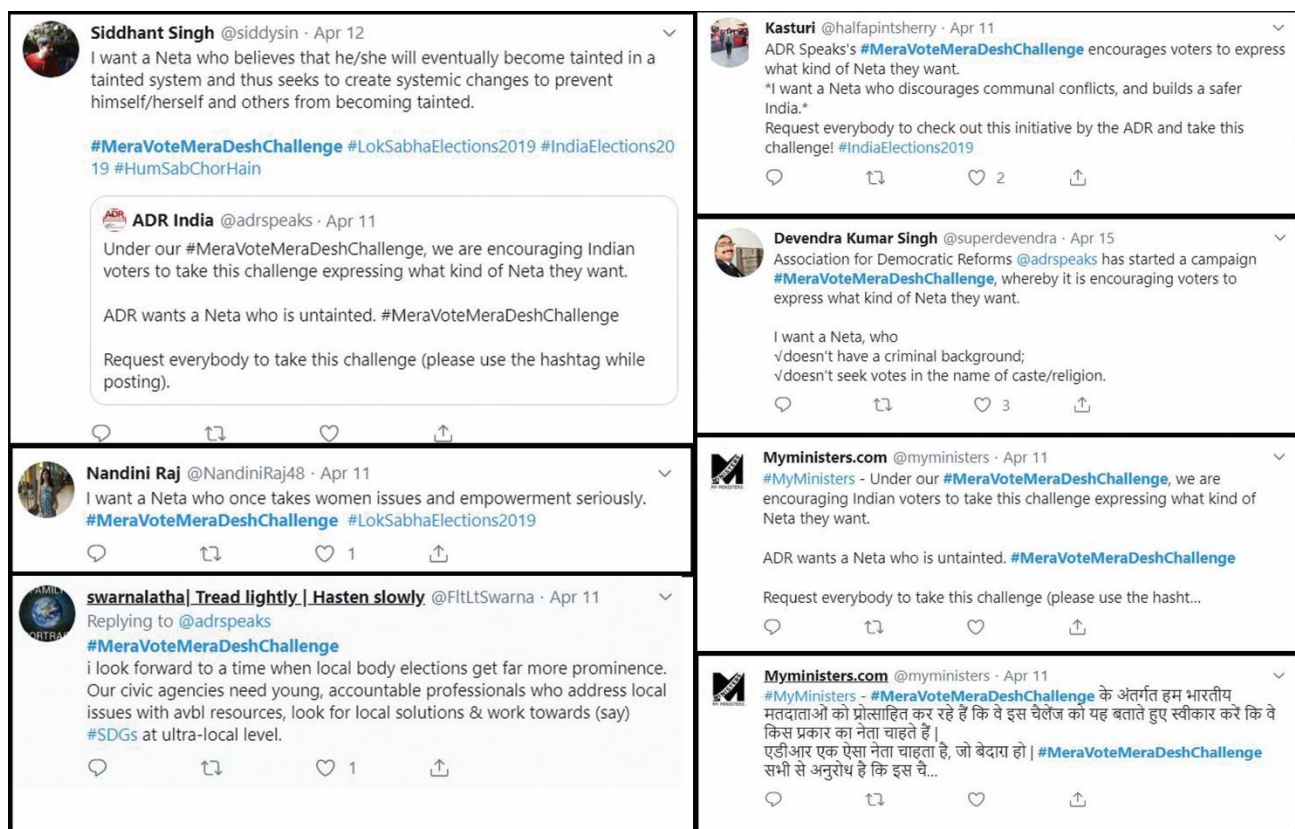 Siddhant Singh @siddysin · Apr 12
I want a Neta who believes that he/she will eventually become tainted in a
tainted system and thus seeks to create systemic changes to prevent
himself/herself and others from becoming tainted.
#MeraVoteMeraDeshChallenge #LokSabhaElections2019 #IndiaElections20
19 #HumSabChorHain
ADR
ADR India @adrspeaks · Apr 11
Under our #MeraVoteMeraDeshChallenge, we are encouraging Indian
voters to take this challenge expressing what kind of Neta they want.
ADR wants a Neta who is untainted. #MeraVoteMeraDeshChallenge
Request everybody to take this challenge (please use the hashtag while
posting).
Nandini Raj @NandiniRaj48 · Apr 11
I want a Neta who once takes women issues and empowerment seriously.
#MeraVoteMeraDeshChallenge #LokSabhaElections2019
1
swarnalatha| Tread lightly | Hasten slowly @FltLtSwarna · Apr 11
Replying to @adrspeaks
#MeraVoteMeraDeshChallenge
i look forward to a time when local body elections get far more prominence.
Our civic agencies need young, accountable professionals who address local
issues with avbl resources, look for local solutions & work towards (say)
#SDGs at ultra-local level.
1
Kasturi @halfapintsherry · Apr 11
ADR Speaks's #MeraVoteMeraDeshChallenge encourages voters to express
what kind of Neta they want.
*I want a Neta who discourages communal conflicts, and builds a safer
India.*
Request everybody to check out this initiative by the ADR and take this
challenge! #IndiaElections2019
2
Devendra Kumar Singh @superdevendra · Apr 15
Association for Democratic Reforms @adrspeaks has started a campaign
#MeraVoteMeraDeshChallenge, whereby it is encouraging voters to
express what kind of Neta they want.
I want a Neta, who
√doesn't have a criminal background;
√doesn't seek votes in the name of caste/religion.
3
MY MINISTERS
Myministers.com @myministers · Apr 11
#MyMinisters - Under our #MeraVoteMeraDeshChallenge, we are
encouraging Indian voters to take this challenge expressing what kind of
Neta they want.
ADR wants a Neta who is untainted. #MeraVoteMeraDeshChallenge
Request everybody to take this challenge (please use the hasht...
MY MINISTERS
Myministers.com @myministers · Apr 11
#MyMinisters - #MeraVoteMeraDeshChallenge के अंतर्गत हम भारतीय
मतदाताओं को प्रोत्साहित कर रहे हैं कि वे इस चैलेंज को यह बताते हुए स्वीकार करें कि वे
किस प्रकार का नेता चाहते हैं |
एडीआर एक ऐसा नेता चाहता है, जो बेदाग़ हो | #MeraVoteMeraDeshChallenge
सभी से अनुरोध है कि इस चै...